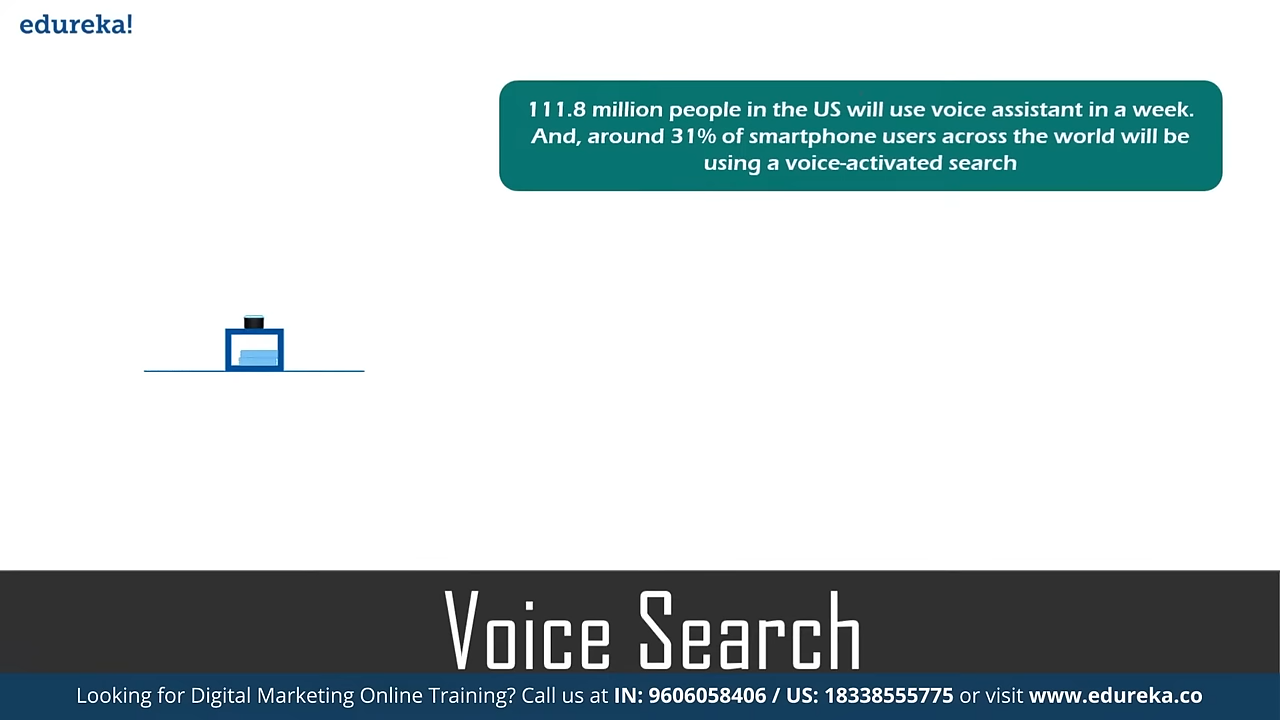 edureka!
111.8 million people in the US will use voice assistant in a week.
And, around 31% of smartphone users across the world will be
using a voice-activated search
Voice Search
Looking for Digital Marketing Online Training? Call us at IN: 9606058406 / US: 18338555775 or visit www.edureka.co